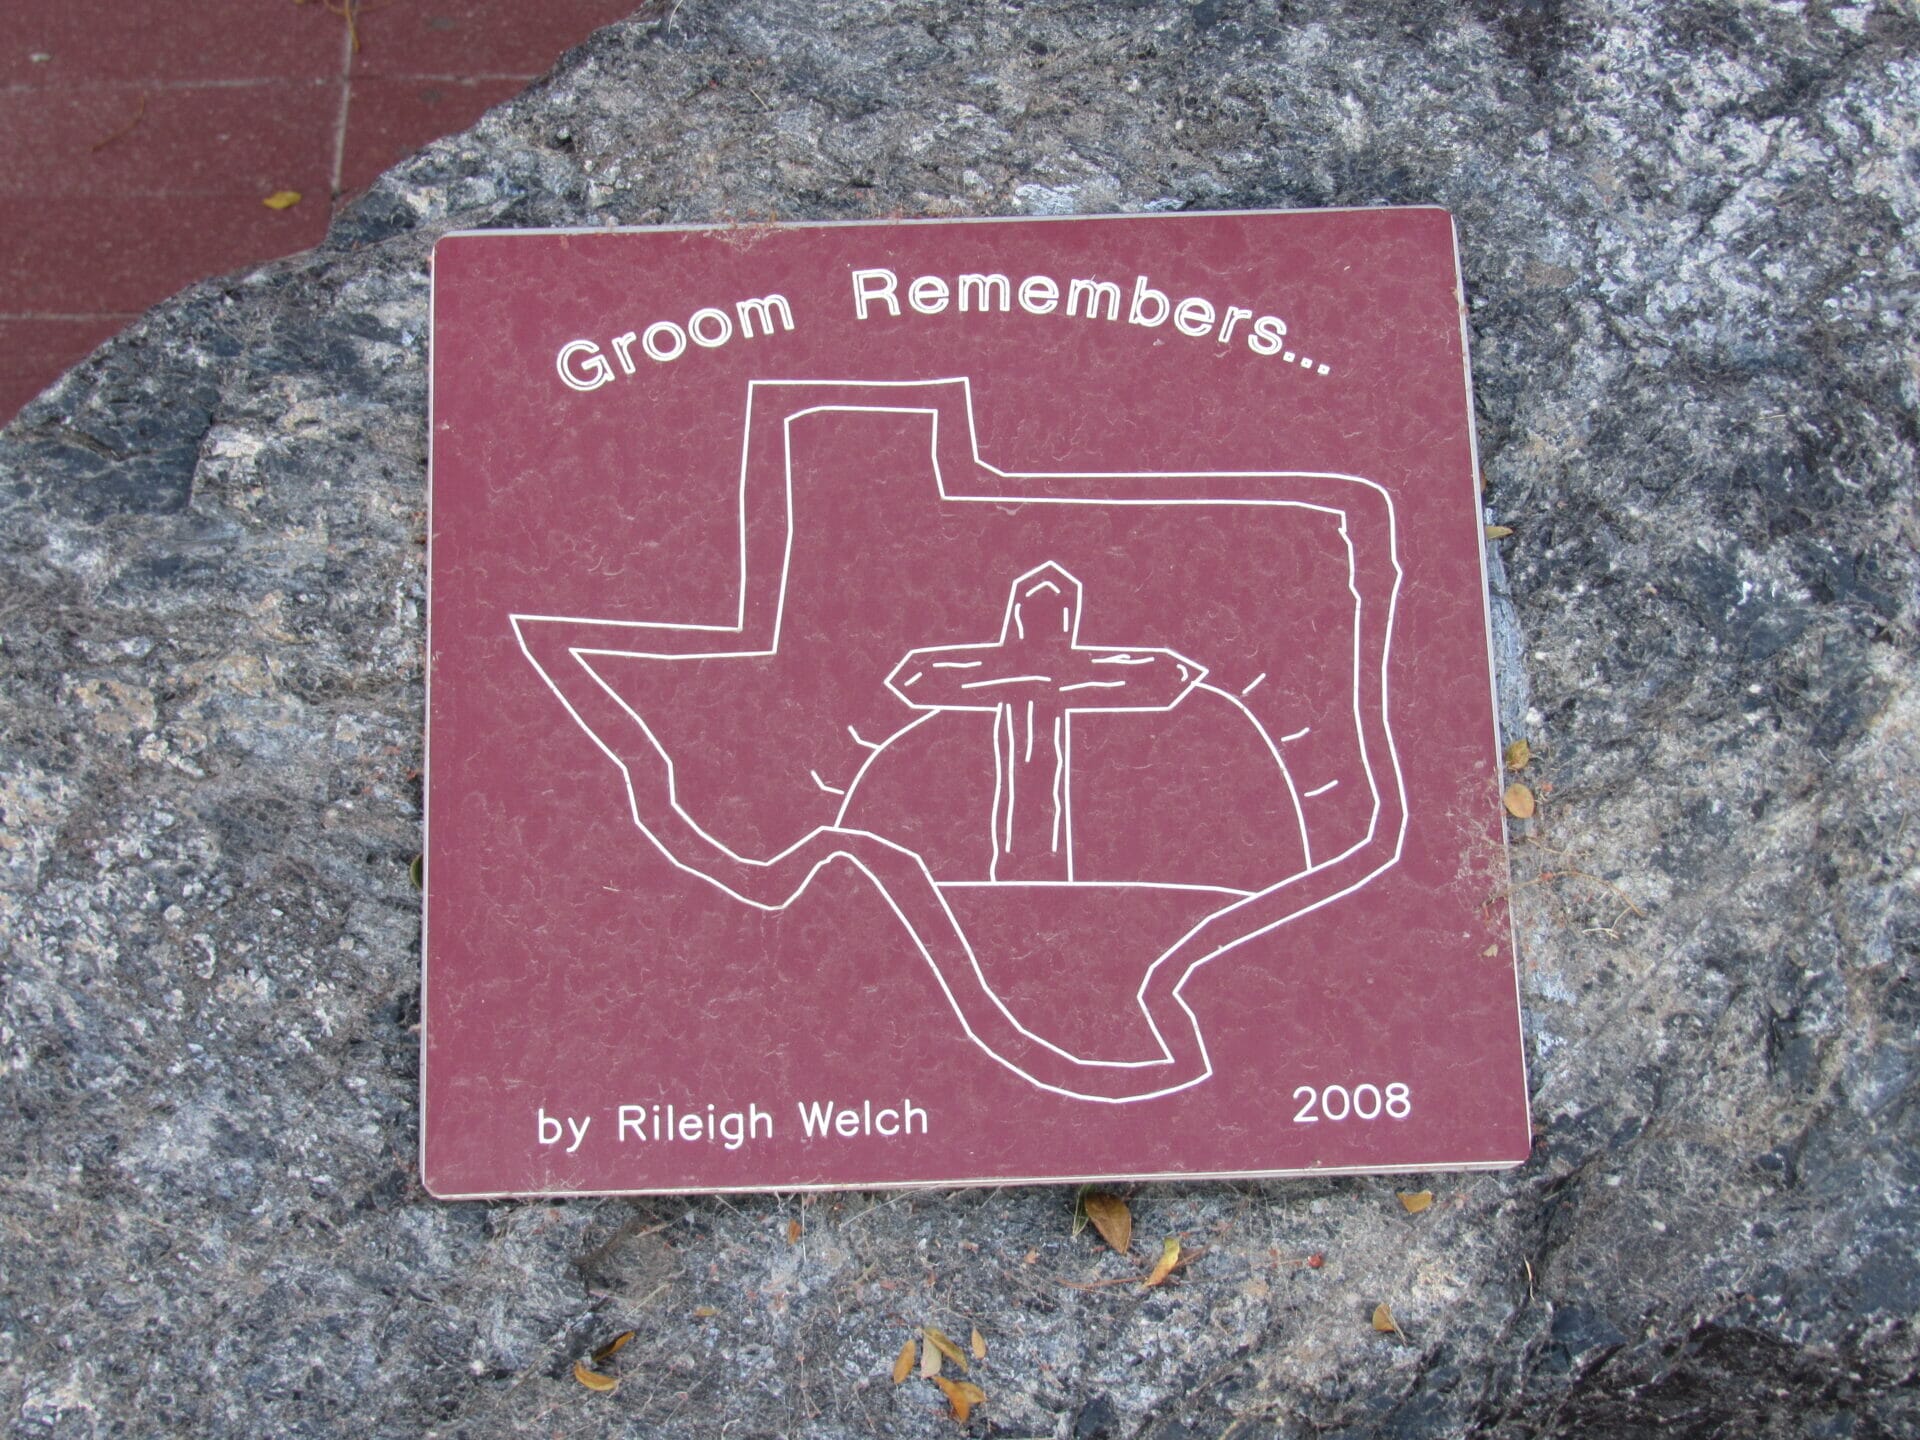 Groom Remembers...
by Rileigh Welch 2008